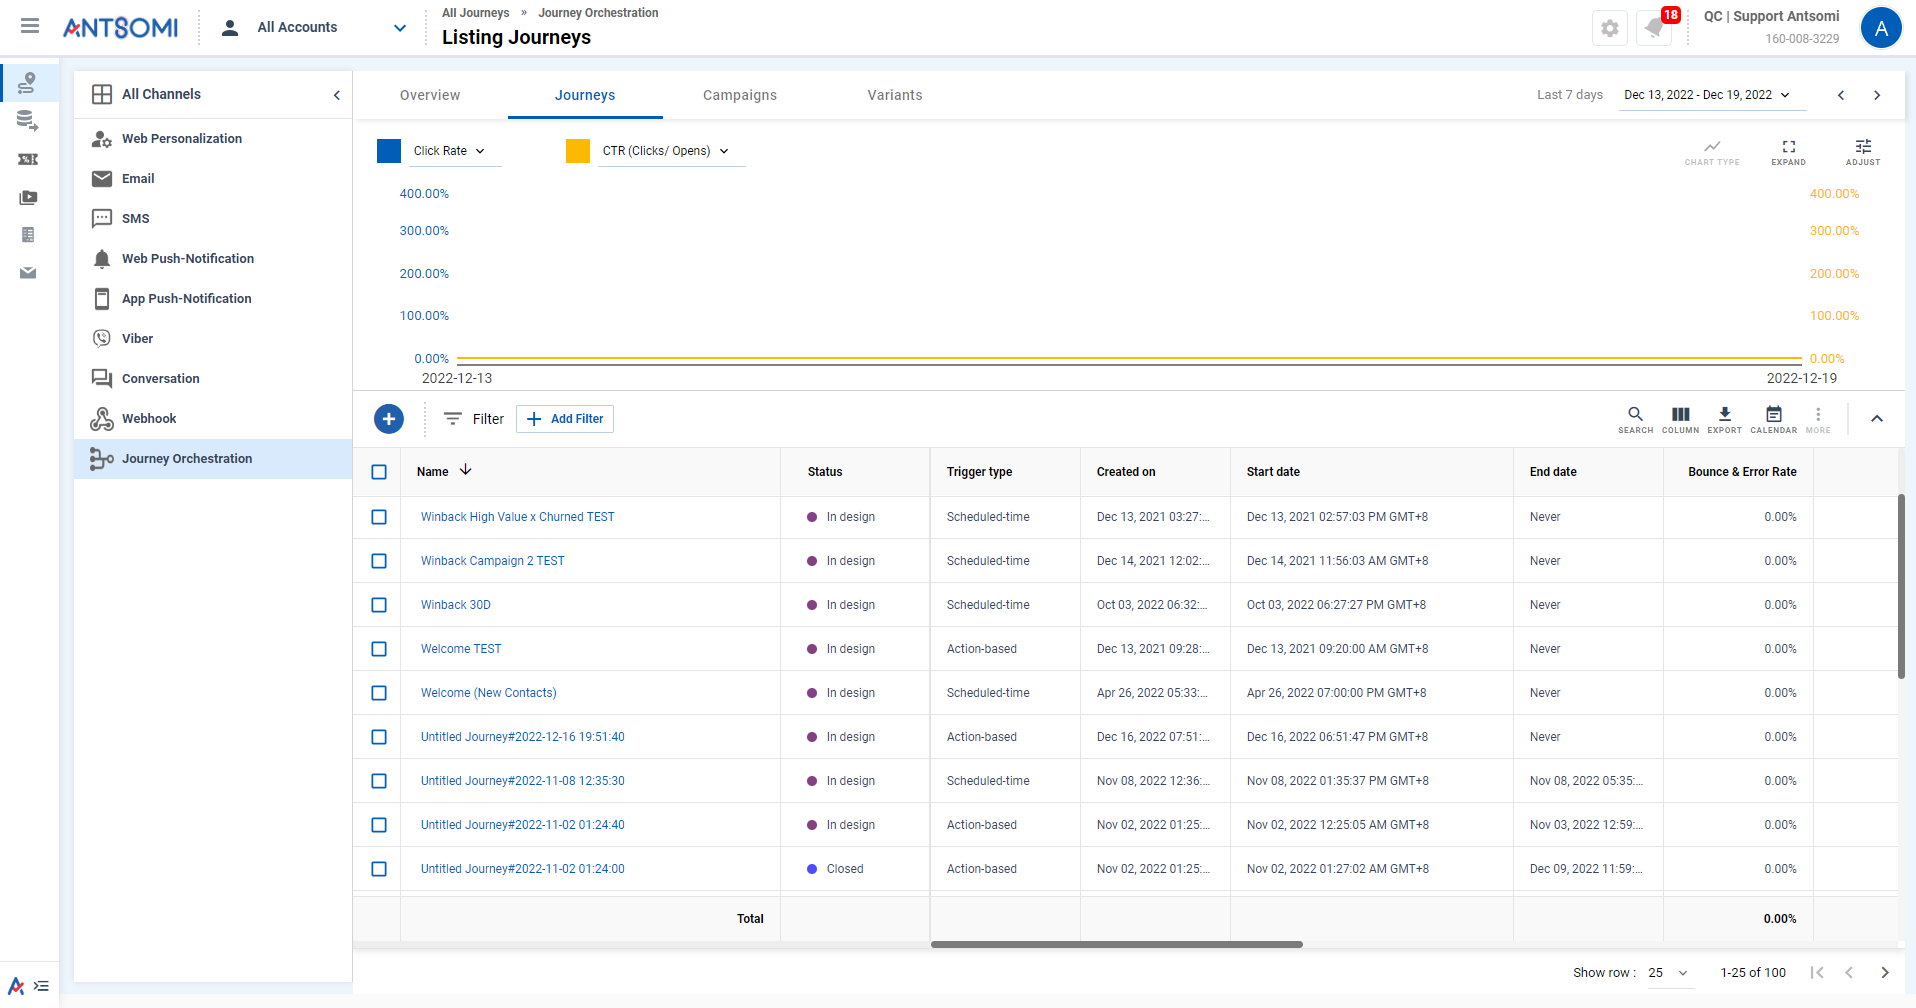 ANTSOMI
All Accounts
All Journeys » Journey Orchestration
Listing Journeys
18
QC | Support Antsomi
160-008-3229
A
All Channels
Web Personalization
Email
SMS
Web Push-Notification
App Push-Notification
Viber
Conversation
Webhook
Journey Orchestration
Overview Journeys Campaigns Variants
Last 7 days Dec 13, 2022 - Dec 19, 2022
Click Rate CTR (Clicks/ Opens)
CHART TYPE EXPAND ADJUST
400.00% 400.00%
300.00% 300.00%
200.00% 200.00%
100.00% 100.00%
0.00% 0.00%
2022-12-13 2022-12-19
Filter Add Filter
SEARCH COLUMN EXPORT CALENDAR MORE
Name Status Trigger type Created on Start date End date Bounce & Error Rate
Winback High Value x Churned TEST In design Scheduled-time Dec 13, 2021 03:27:... Dec 13, 2021 02:57:03 PM GMT+8 Never 0.00%
Winback Campaign 2 TEST In design Scheduled-time Dec 14, 2021 12:02:... Dec 14, 2021 11:56:03 AM GMT+8 Never 0.00%
Winback 30D In design Scheduled-time Oct 03, 2022 06:32:... Oct 03, 2022 06:27:27 PM GMT+8 Never 0.00%
Welcome TEST In design Action-based Dec 13, 2021 09:28:... Dec 13, 2021 09:20:00 AM GMT+8 Never 0.00%
Welcome (New Contacts) In design Scheduled-time Apr 26, 2022 05:33:... Apr 26, 2022 07:00:00 PM GMT+8 Never 0.00%
Untitled Journey#2022-12-16 19:51:40 In design Action-based Dec 16, 2022 07:51:... Dec 16, 2022 06:51:47 PM GMT+8 Never 0.00%
Untitled Journey#2022-11-08 12:35:30 In design Scheduled-time Nov 08, 2022 12:36:... Nov 08, 2022 01:35:37 PM GMT+8 Nov 08, 2022 05:35:... 0.00%
Untitled Journey#2022-11-02 01:24:40 In design Action-based Nov 02, 2022 01:25:... Nov 02, 2022 12:25:05 AM GMT+8 Nov 03, 2022 12:59:... 0.00%
Untitled Journey#2022-11-02 01:24:00 Closed Action-based Nov 02, 2022 01:25:... Nov 02, 2022 01:27:02 AM GMT+8 Dec 09, 2022 11:59:... 0.00%
Total 0.00%
Show row : 25 1-25 of 100